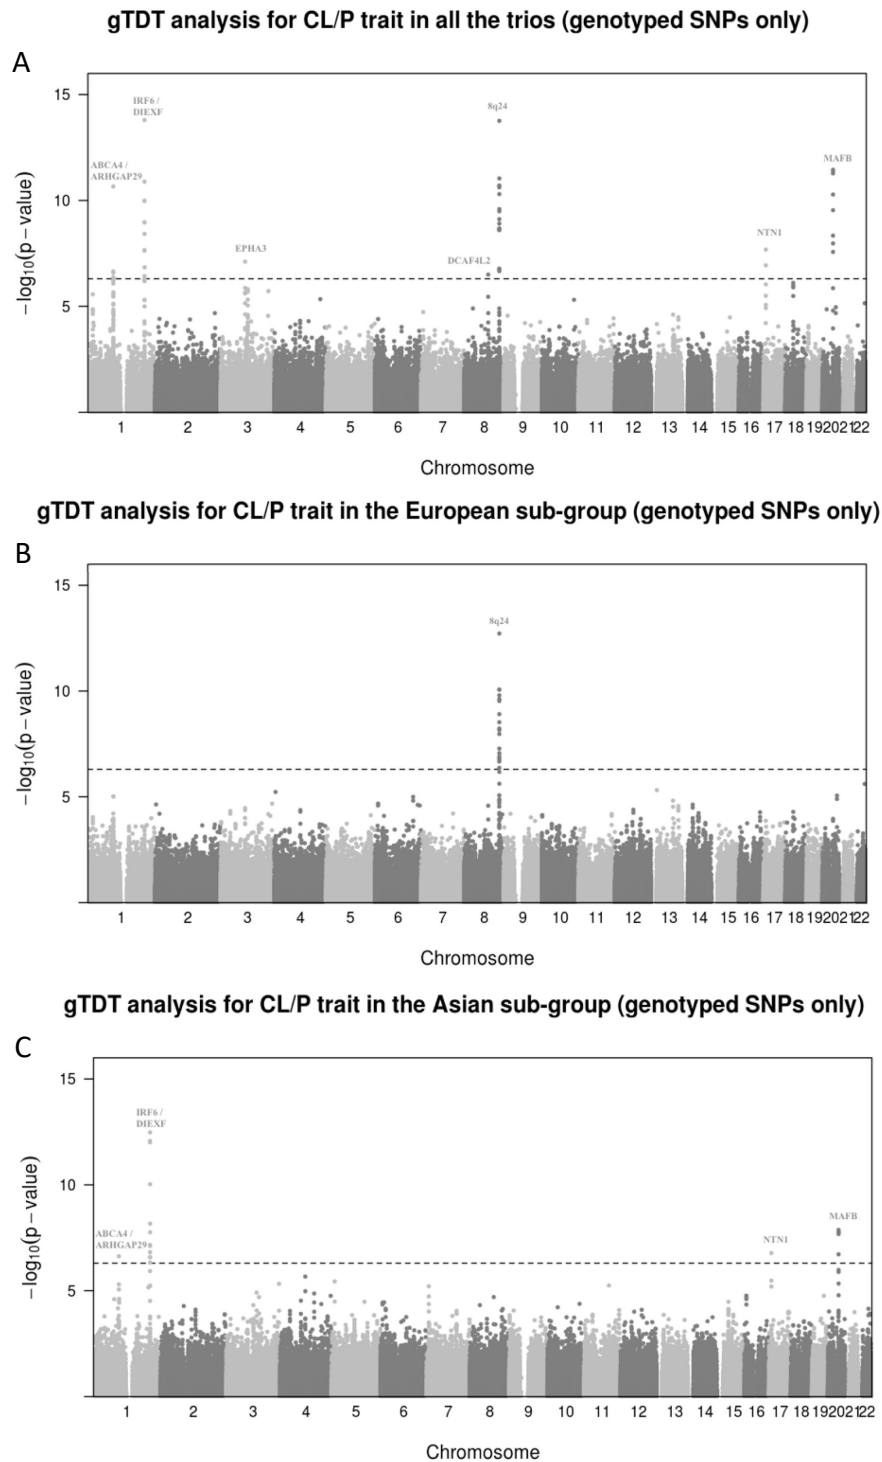 gTDT analysis for CL/P trait in all the trios (genotyped SNPs only)
A
15
10
5
−log10(p − value)
IRF6 /
DIEXF
ABCA4 /
ARHGAP29
EPHA3
DCAF4L2
8q24
NTN1
MAFB
1 2 3 4 5 6 7 8 9 10 11 12 13 14 15 16 17 18 19 20 21 22
Chromosome
gTDT analysis for CL/P trait in the European sub-group (genotyped SNPs only)
B
15
10
5
−log10(p − value)
8q24
1 2 3 4 5 6 7 8 9 10 11 12 13 14 15 16 17 18 19 20 21 22
Chromosome
gTDT analysis for CL/P trait in the Asian sub-group (genotyped SNPs only)
C
15
10
5
−log10(p − value)
IRF6 /
DIEXF
ABCA4 /
ARHGAP29
NTN1
MAFB
1 2 3 4 5 6 7 8 9 10 11 12 13 14 15 16 17 18 19 20 21 22
Chromosome